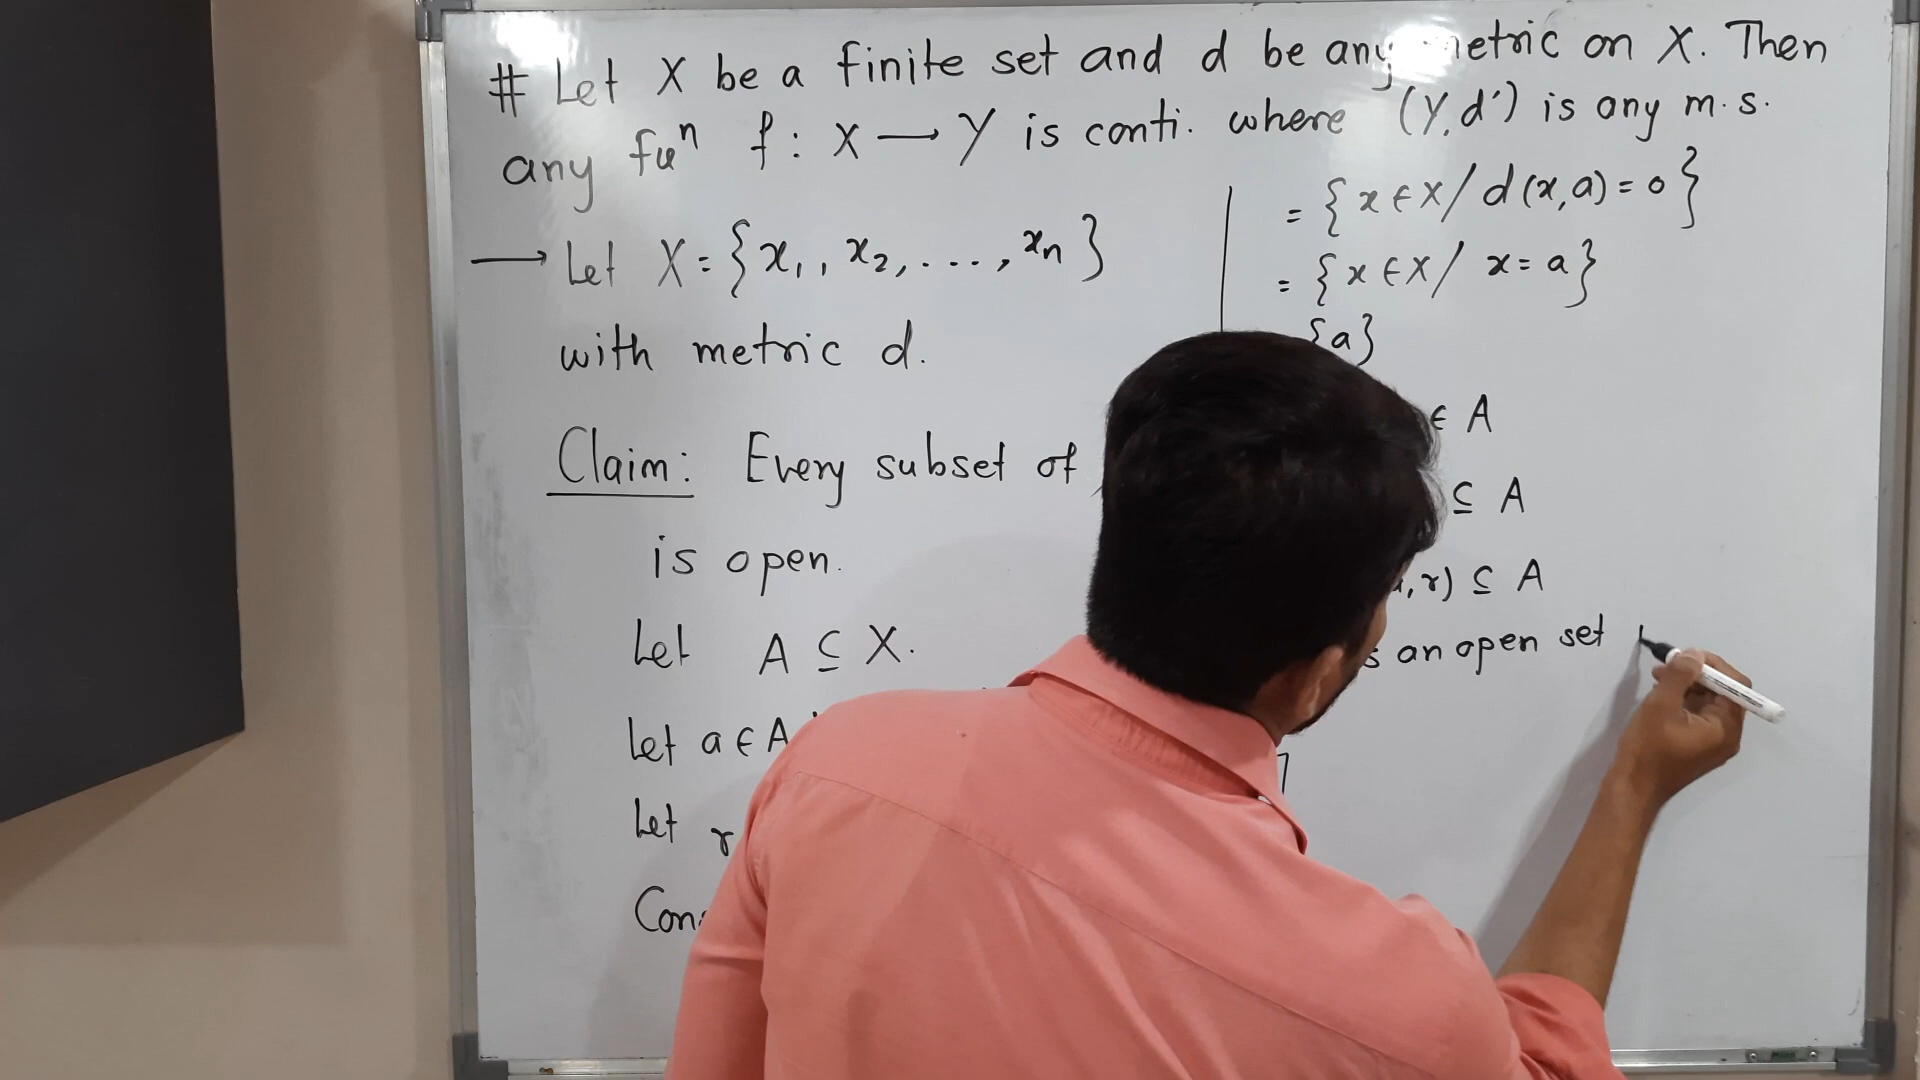 # Let X be a finite set and d be any metric on X. Then
any fuⁿ f : X → Y is conti. where (Y, d') is any m.s.
→ Let X = {x₁, x₂, ..., xₙ}
with metric d.
Claim: Every subset of
is open.
Let A ⊆ X.
Let a ∈ A
Let r
= {x ∈ X / d(x,a) = 0}
= {x ∈ X / x = a}
{a}
∈ A
⊆ A
, r) ⊆ A
an open set